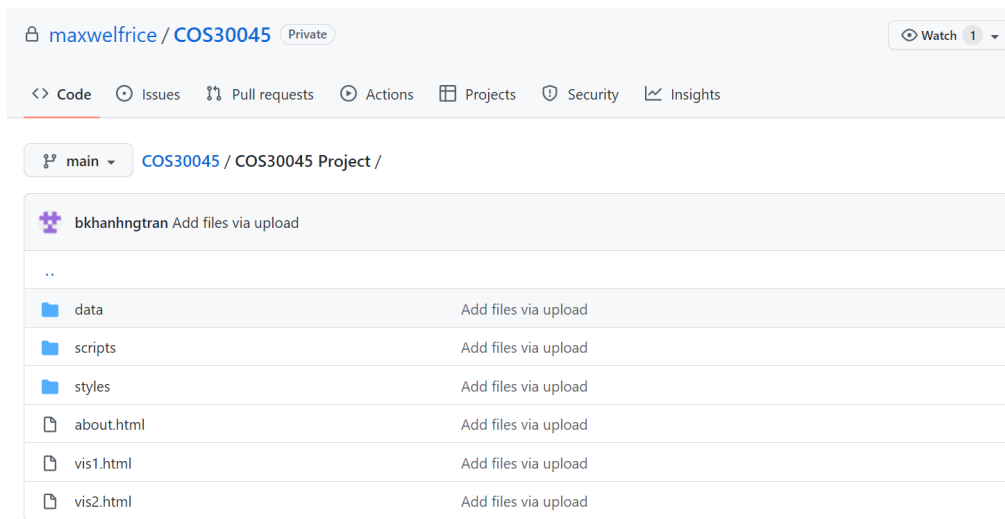 maxwelfrice / COS30045 Private
Watch 1
Code Issues Pull requests Actions Projects Security Insights
main COS30045 / COS30045 Project /
bkhanhngtran Add files via upload
..
data Add files via upload
scripts Add files via upload
styles Add files via upload
about.html Add files via upload
vis1.html Add files via upload
vis2.html Add files via upload